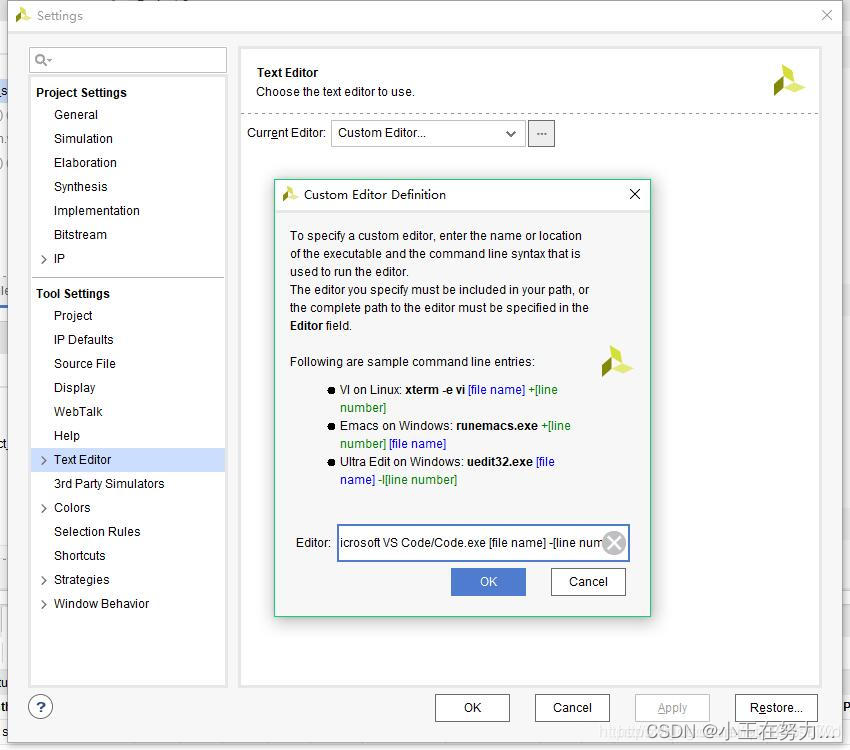 Settings
Project Settings
General
Simulation
Elaboration
Synthesis
Implementation
Bitstream
IP
Tool Settings
Project
IP Defaults
Source File
Display
WebTalk
Help
Text Editor
3rd Party Simulators
Colors
Selection Rules
Shortcuts
Strategies
Window Behavior
Text Editor
Choose the text editor to use.
Current Editor: Custom Editor... ...
Custom Editor Definition
To specify a custom editor, enter the name or location
of the executable and the command line syntax that is
used to run the editor.
The editor you specify must be included in your path, or
the complete path to the editor must be specified in the
Editor field.
Following are sample command line entries:
● VI on Linux: xterm -e vi [file name] +[line
number]
● Emacs on Windows: runemacs.exe +[line
number] [file name]
● Ultra Edit on Windows: uedit32.exe [file
name] -l[line number]
Editor: icrosoft VS Code/Code.exe [file name] -[line num
OK Cancel
? OK Cancel Apply Restore...
CSDN @小王在努力...